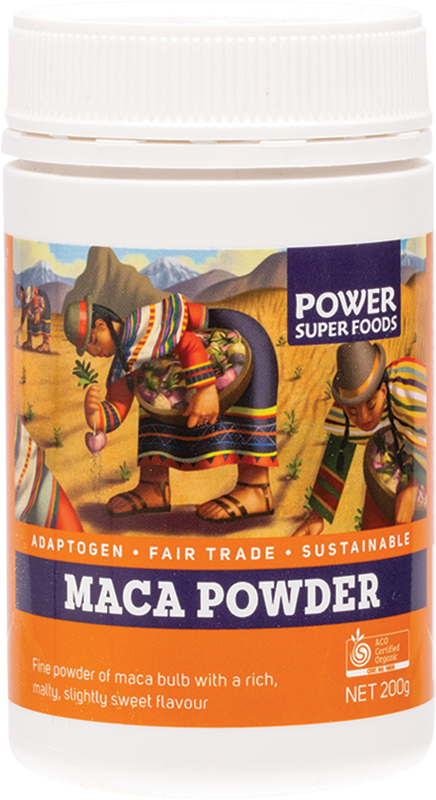 POWER
SUPER FOODS
ADAPTOGEN • FAIR TRADE • SUSTAINABLE
MACA POWDER
Fine powder of maca bulb with a rich,
malty, slightly sweet flavour
ACO
Certified
Organic
NET 200g